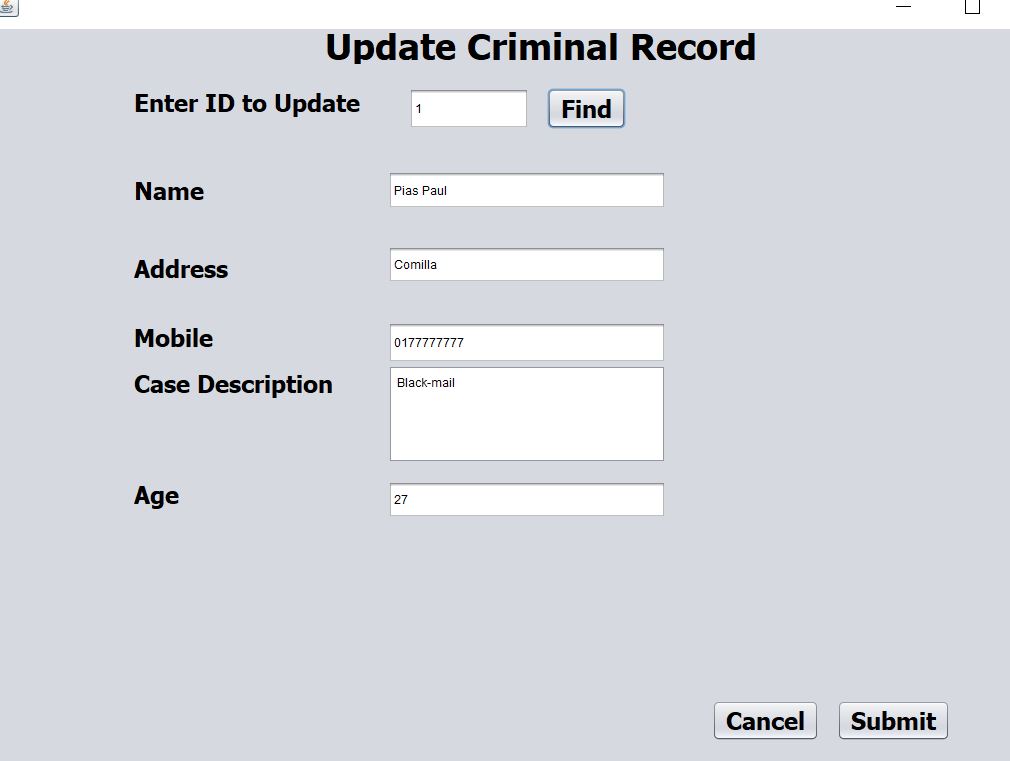 Update Criminal Record
Enter ID to Update 1 Find
Name Pias Paul
Address Comilla
Mobile 0177777777
Case Description Black-mail
Age 27
Cancel Submit